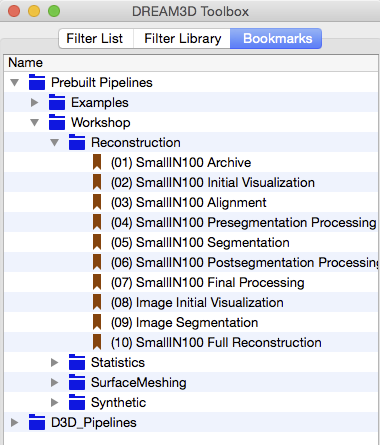 DREAM3D Toolbox
Filter List Filter Library Bookmarks
Name
Prebuilt Pipelines
Examples
Workshop
Reconstruction
(01) SmallIN100 Archive
(02) SmallIN100 Initial Visualization
(03) SmallIN100 Alignment
(04) SmallIN100 Presegmentation Processing
(05) SmallIN100 Segmentation
(06) SmallIN100 Postsegmentation Processing
(07) SmallIN100 Final Processing
(08) Image Initial Visualization
(09) Image Segmentation
(10) SmallIN100 Full Reconstruction
Statistics
SurfaceMeshing
Synthetic
D3D_Pipelines